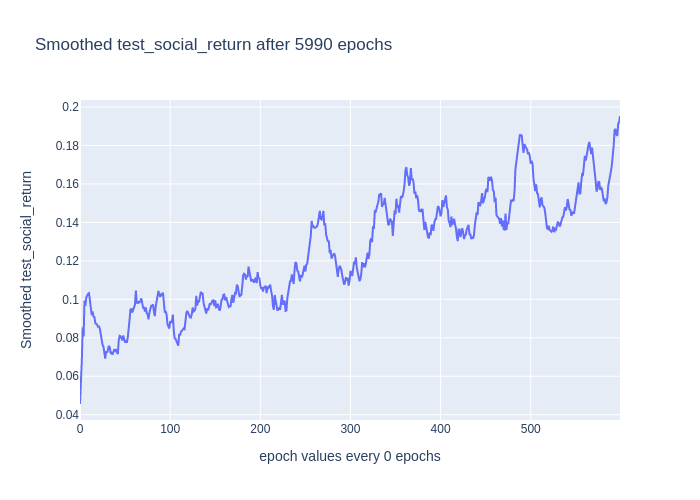 Smoothed test_social_return after 5990 epochs
Smoothed test_social_return
0.2
0.18
0.16
0.14
0.12
0.1
0.08
0.06
0.04
0 100 200 300 400 500
epoch values every 0 epochs